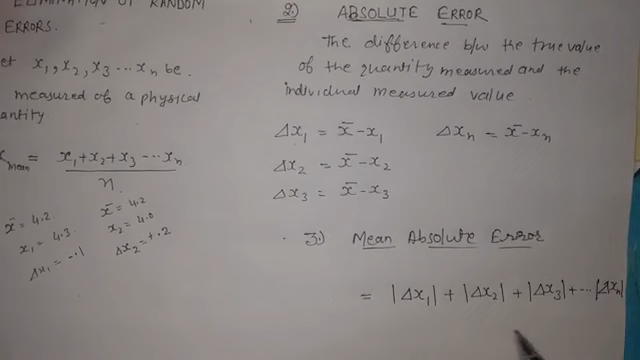 ELIMINATION OF RANDOM
ERRORS.
et x₁, x₂, x₃ ... xₙ be.
measured of a physical
antity
mean = x₁+x₂+x₃ ... xₙ
n
x̄ = 4.2
x₁ = 4.3
Δx₁ = -.1
x̄ = 4.2
x₂ = 4.0
Δx₂ = +.2
2.) ABSOLUTE ERROR
The difference b/w the true value
of the quantity measured and the
individual measured value
Δx₁ = x̄ - x₁ Δxₙ = x̄ - xₙ
Δx₂ = x̄ - x₂
Δx₃ = x̄ - x₃
3.) Mean Absolute Error
= |Δx₁| + |Δx₂| + |Δx₃| + ... |Δxₙ|